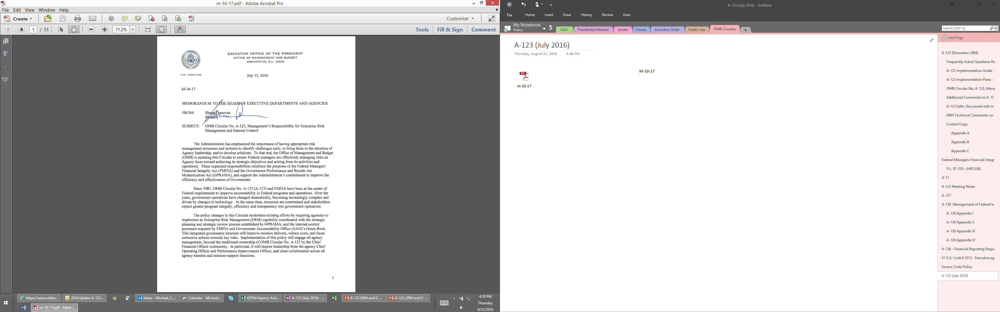 m-16-17.pdf - Adobe Acrobat Pro
File Edit View Window Help
Create
Customize
1 / 51
71.2%
Tools Fill & Sign Comment
EXECUTIVE OFFICE OF THE PRESIDENT
OFFICE OF MANAGEMENT AND BUDGET
WASHINGTON, D.C. 20503
THE DIRECTOR
July 15, 2016
M-16-17
MEMORANDUM TO THE HEADS OF EXECUTIVE DEPARTMENTS AND AGENCIES
FROM: Shaun Donovan
Director
SUBJECT: OMB Circular No. A-123, Management's Responsibility for Enterprise Risk
Management and Internal Control
The Administration has emphasized the importance of having appropriate risk
management processes and systems to identify challenges early, to bring them to the attention of
Agency leadership, and to develop solutions. To that end, the Office of Management and Budget
(OMB) is updating this Circular to ensure Federal managers are effectively managing risks an
Agency faces toward achieving its strategic objectives and arising from its activities and
operations. These expanded responsibilities reinforce the purposes of the Federal Managers'
Financial Integrity Act (FMFIA) and the Government Performance and Results Act
Modernization Act (GPRAMA), and support the Administration's commitment to improve the
efficiency and effectiveness of Government.
Since 1981, OMB Circular No. A-123 (A-123) and FMFIA have been at the center of
Federal requirements to improve accountability in Federal programs and operations. Over the
years, government operations have changed dramatically, becoming increasingly complex and
driven by changes in technology. At the same time, resources are constrained and stakeholders
expect greater program integrity, efficiency and transparency into government operations.
The policy changes in this Circular modernize existing efforts by requiring agencies to
implement an Enterprise Risk Management (ERM) capability coordinated with the strategic
planning and strategic review process established by GPRAMA, and the internal control
processes required by FMFIA and Government Accountability Office (GAO)'s Green Book.
This integrated governance structure will improve mission delivery, reduce costs, and focus
corrective actions towards key risks. Implementation of this policy will engage all agency
management, beyond the traditional ownership of OMB Circular No. A-123 by the Chief
Financial Officer community. In particular, it will require leadership from the agency Chief
Operating Officer and Performance Improvement Officer, and close collaboration across all
agency mission and mission-support functions.
i
https://www.white... 2016 Update A-123... Inbox - Michael_C_... Calendar - Michael... OFFM Agency Acti... A-123 (July 2016) - ... A-123 ERM and IC ... A-123_ERM and IC ...
m-16-17.pdf - Adob...
4:10 PM
Thursday
8/25/2016
A-123 (July 2016) - OneNote
File Home Insert Draw History Review View
My Notebook
Policy
GAO Presidential Memos Senate House Executive Order Public Law OMB Circulars
Search (Ctrl+E)
A-123 (July 2016)
Thursday, August 25, 2016 4:08 PM
PDF
m-16-17
M-16-17
Add Page
A-123 (December 2004)
Frequently Asked Questions Re
A-123 Implementation Guide -
A-123 Implementation Plans -
OMB Circular No. A-123, Mana
Additional Comments to A-12
A-123 Edits: Document with tr
ERM Technical Comments on
Control Copy
Appendix A
Appendix B
Appendix C
Federal Managers Financial Integr
P.L. 97-255--(HR1526)
A-11
A-123 Meeting Notes
A-127
A-130 Management of Federal In
A-130 Appendix I
A-130 Appendix II
A-130 Appendix III
A-130 Appendix IV
A-136 - Financial Reporting Requi
31 U.S. Code § 3512 - Executive ag
Source Code Policy
A-123 (July 2016)